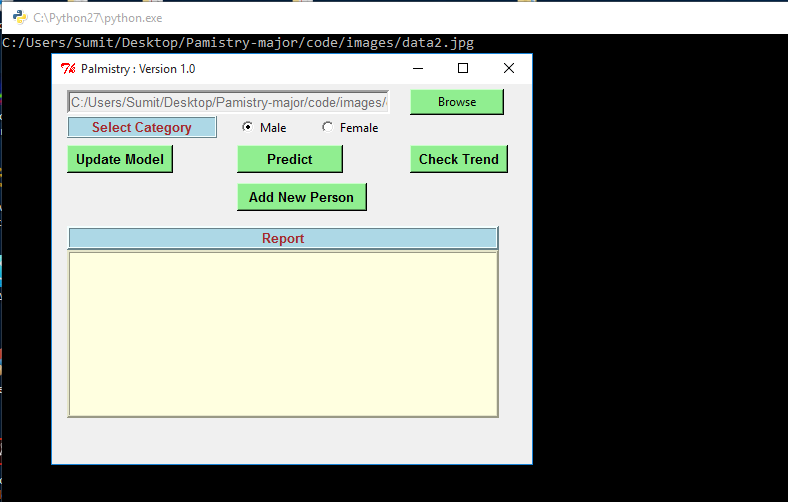 C:\Python27\python.exe
C:/Users/Sumit/Desktop/Pamistry-major/code/images/data2.jpg
Palmistry : Version 1.0
C:/Users/Sumit/Desktop/Pamistry-major/code/images/ Browse
Select Category Male Female
Update Model Predict Check Trend
Add New Person
Report